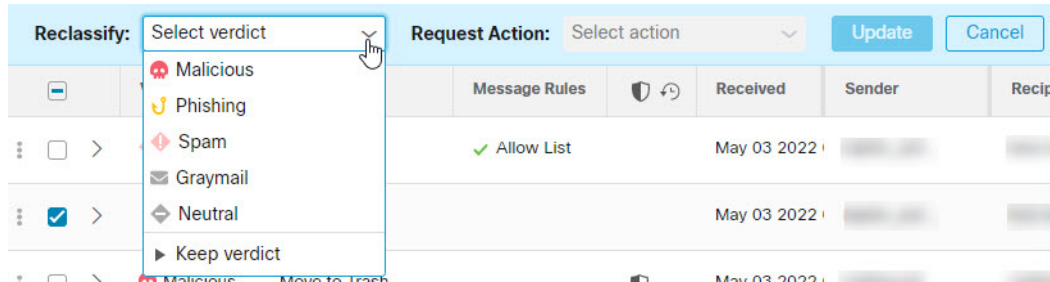 Reclassify: Select verdict Request Action: Select action Update Cancel
Malicious
Message Rules Received Sender
Phishing
Spam
Allow List May 03 2022
Graymail
Neutral
May 03 2022
Keep verdict
Malicious Move to Trash May 03 2022